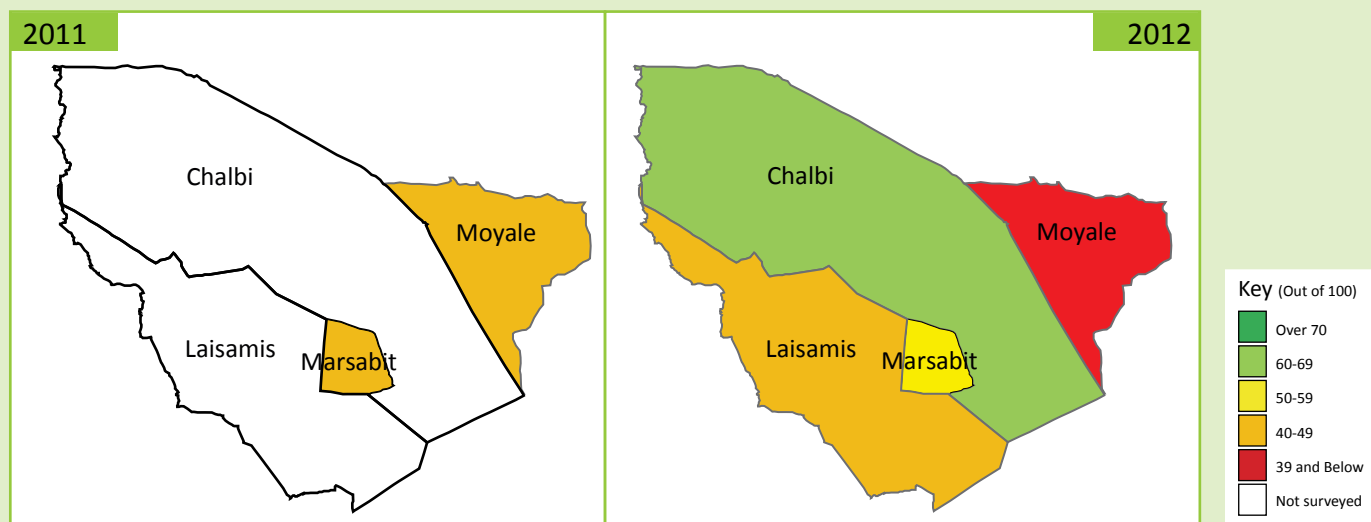 2011
Chalbi
Moyale
Laisamis
Marsabit
2012
Chalbi
Moyale
Laisamis
Marsabit
Key (Out of 100)
Over 70
60-69
50-59
40-49
39 and Below
Not surveyed